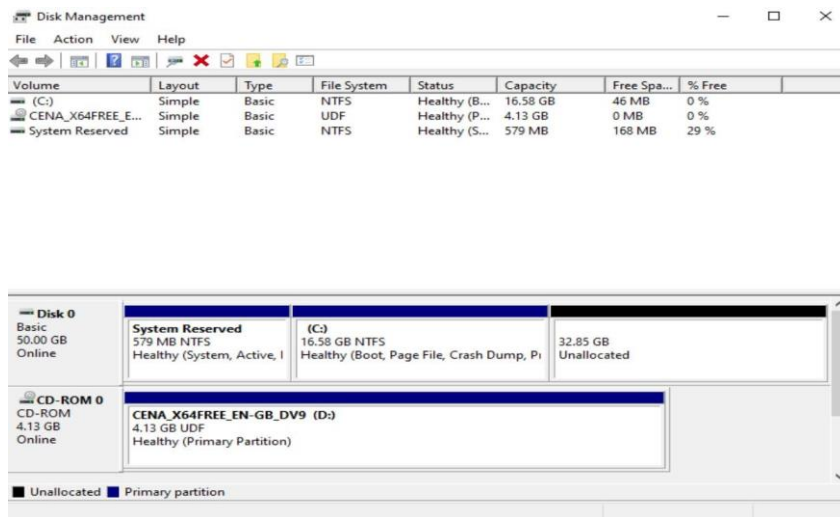 Disk Management
File Action View Help
Volume Layout Type File System Status Capacity Free Spa... % Free
(C:) Simple Basic NTFS Healthy (B... 16.58 GB 46 MB 0 %
CENA_X64FREE_E... Simple Basic UDF Healthy (P... 4.13 GB 0 MB 0 %
System Reserved Simple Basic NTFS Healthy (S... 579 MB 168 MB 29 %
Disk 0
Basic
50.00 GB
Online
System Reserved
579 MB NTFS
Healthy (System, Active, I
(C:)
16.58 GB NTFS
Healthy (Boot, Page File, Crash Dump, Pı
32.85 GB
Unallocated
CD-ROM 0
CD-ROM
4.13 GB
Online
CENA_X64FREE_EN-GB_DV9 (D:)
4.13 GB UDF
Healthy (Primary Partition)
Unallocated Primary partition